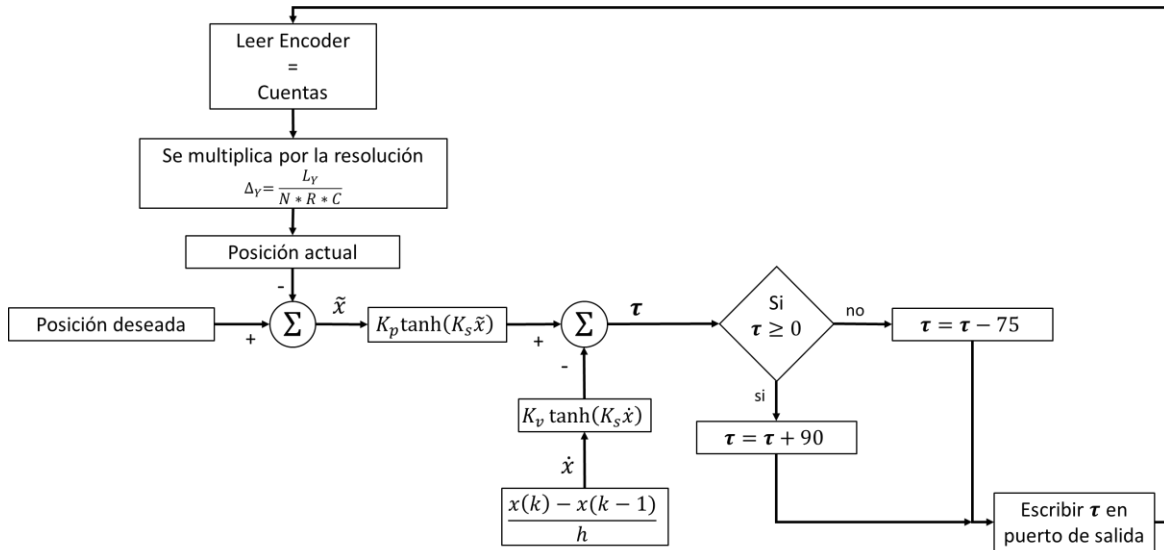 Leer Encoder
=
Cuentas
Se multiplica por la resolución
Δ_Y = L_Y / (N ∗ R ∗ C)
Posición actual
-
Posición deseada
+
Σ
x̃
K_p tanh(K_s x̃)
+
Σ
-
τ
Si
τ ≥ 0
no
τ = τ − 75
si
τ = τ + 90
K_v tanh(K_s ẋ)
ẋ
(x(k) − x(k − 1)) / h
Escribir τ en
puerto de salida